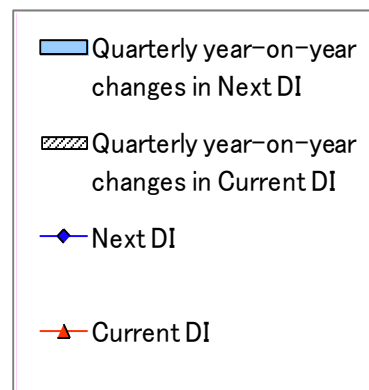 Quarterly year-on-year
changes in Next DI
Quarterly year-on-year
changes in Current DI
Next DI
Current DI